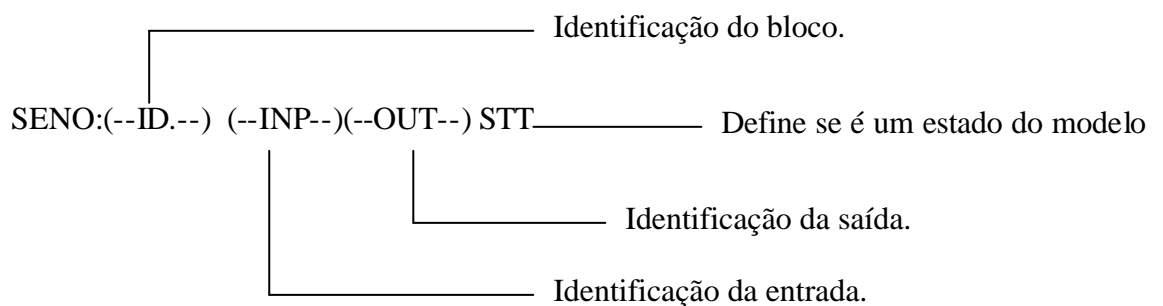 Identificação do bloco.
SENO:(--ID.--) (--INP--)(--OUT--) STT Define se é um estado do modelo
Identificação da saída.
Identificação da entrada.